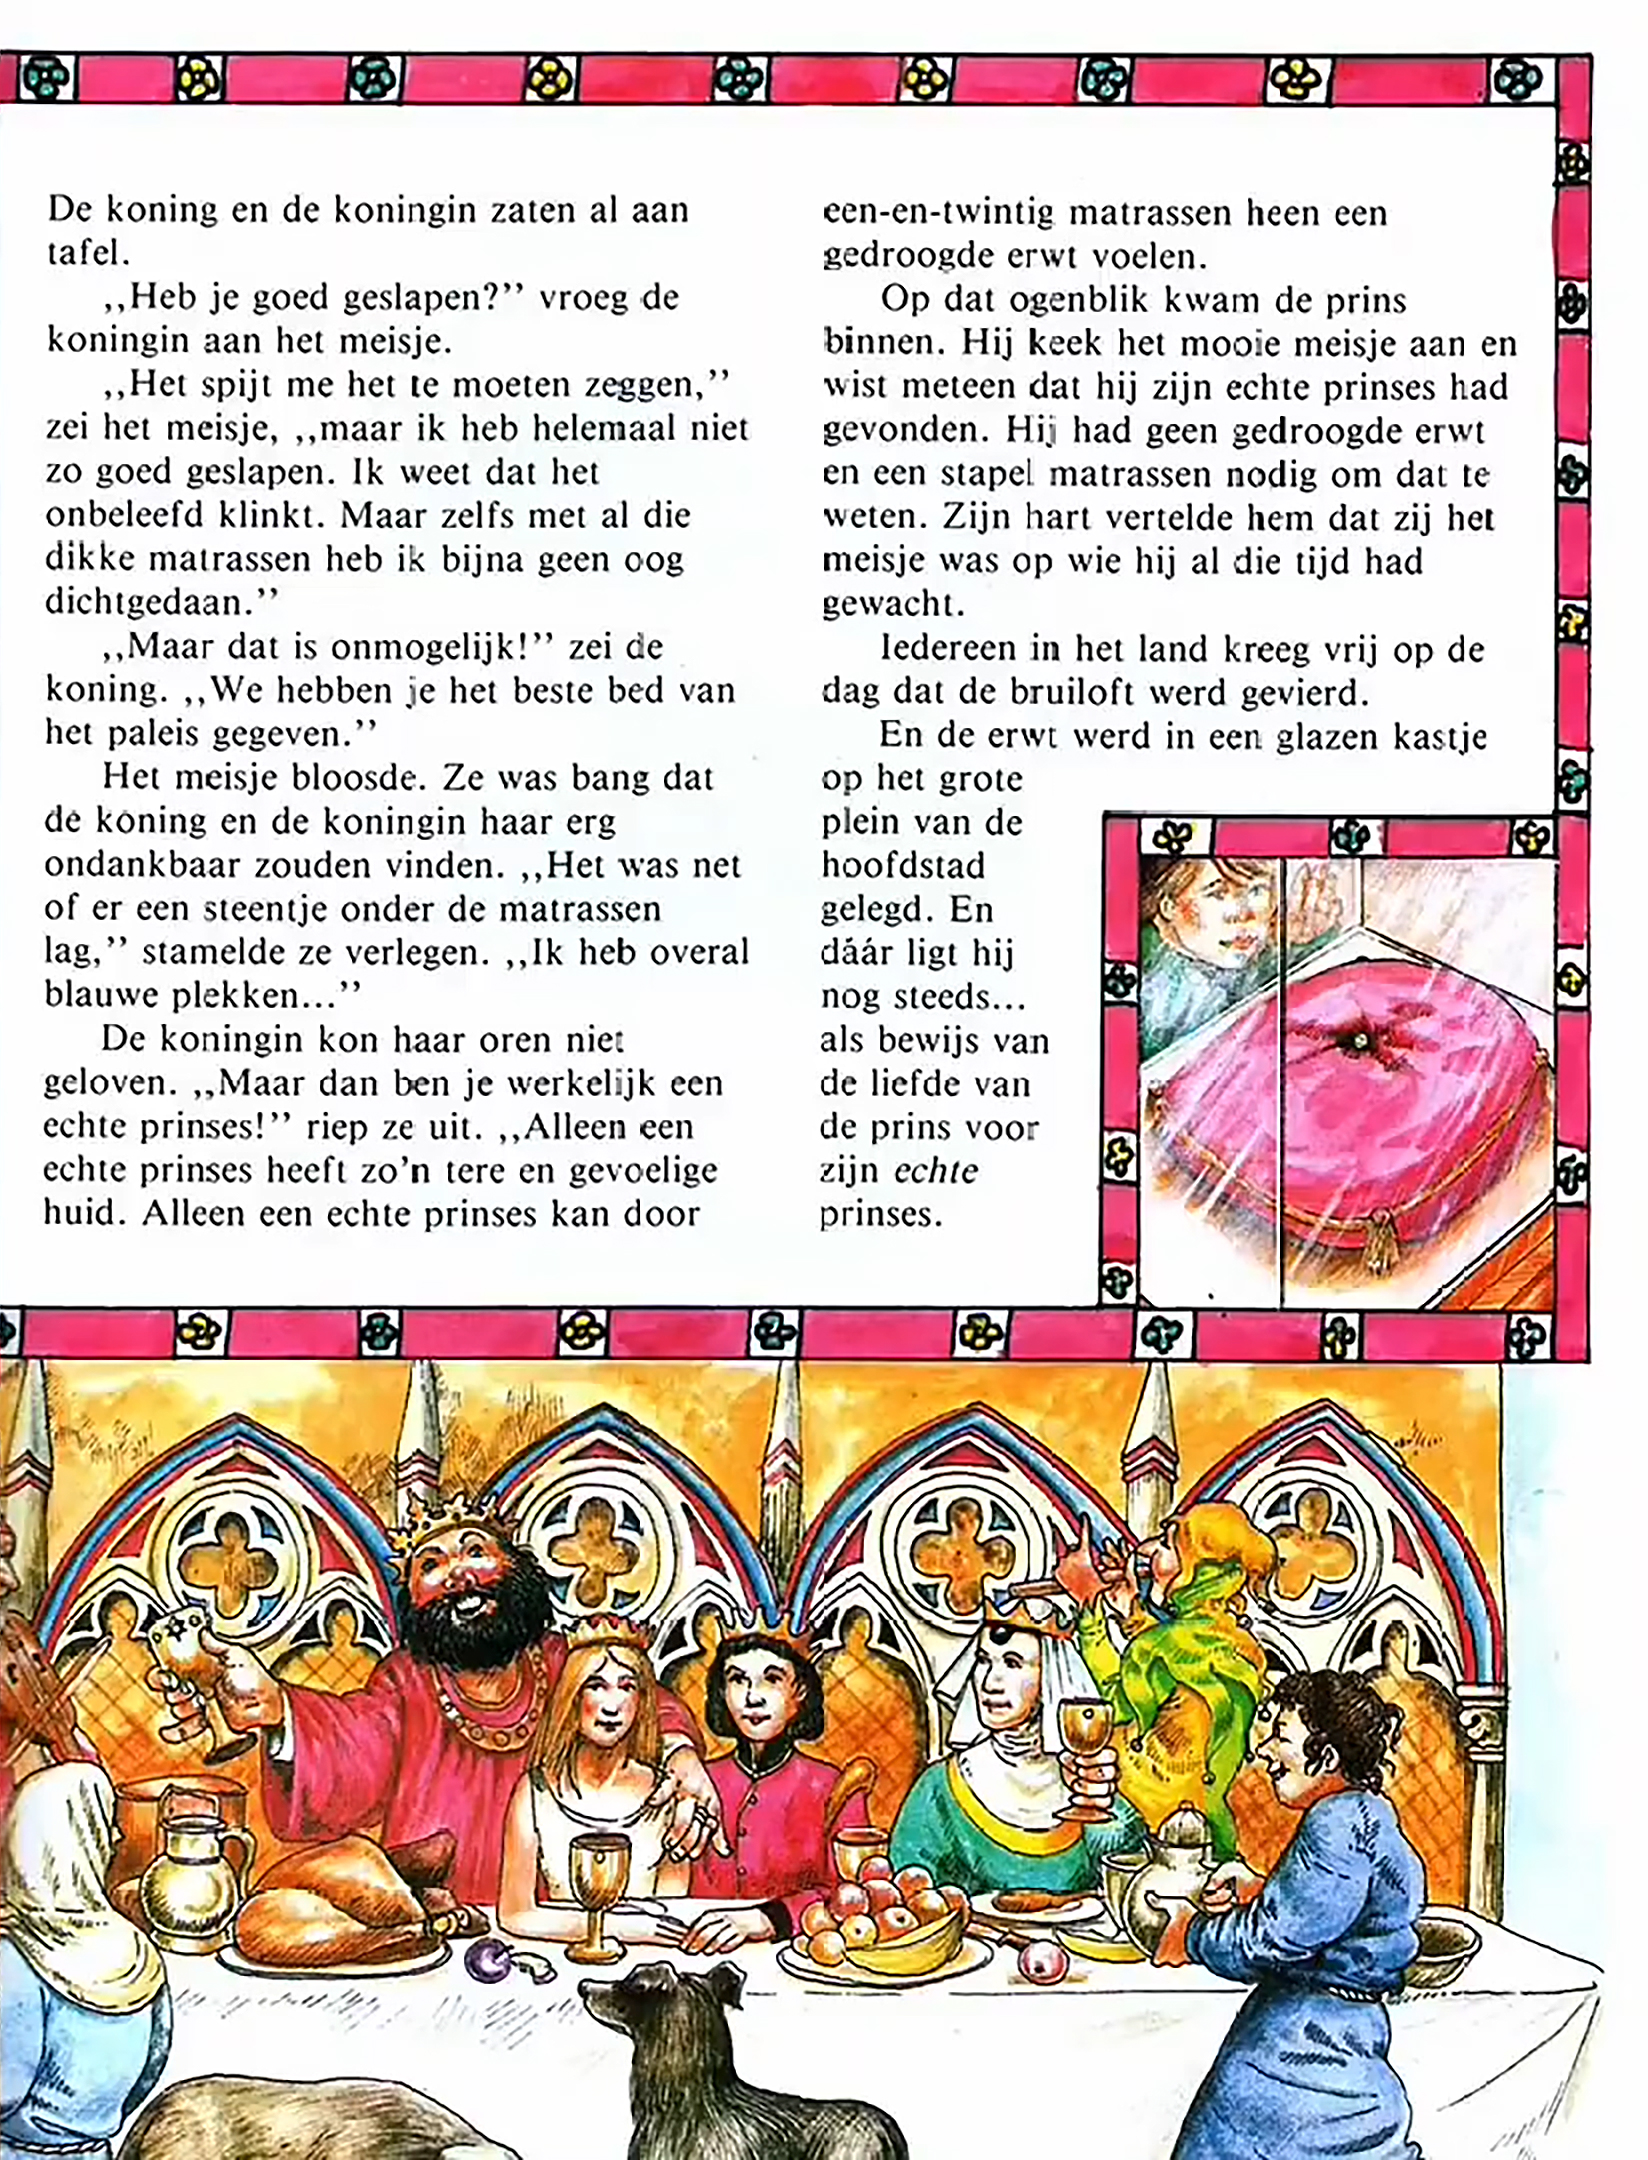 De koning en de koningin zaten al aan
tafel.
,,Heb je goed geslapen?’’ vroeg de
koningin aan het meisje.
,,Het spijt me het te moeten zeggen,’’
zei het meisje, ,,maar ik heb helemaal niet
zo goed geslapen. Ik weet dat het
onbeleefd klinkt. Maar zelfs met al die
dikke matrassen heb ik bijna geen oog
dichtgedaan.’’
,,Maar dat is onmogelijk!’’ zei de
koning. ,,We hebben je het beste bed van
het paleis gegeven.’’
Het meisje bloosde. Ze was bang dat
de koning en de koningin haar erg
ondankbaar zouden vinden. ,,Het was net
of er een steentje onder de matrassen
lag,’’ stamelde ze verlegen. ,,Ik heb overal
blauwe plekken...’’
De koningin kon haar oren niet
geloven. ,,Maar dan ben je werkelijk een
echte prinses!’’ riep ze uit. ,,Alleen een
echte prinses heeft zo’n tere en gevoelige
huid. Alleen een echte prinses kan door
een-en-twintig matrassen heen een
gedroogde erwt voelen.
Op dat ogenblik kwam de prins
binnen. Hij keek het mooie meisje aan en
wist meteen dat hij zijn echte prinses had
gevonden. Hij had geen gedroogde erwt
en een stapel matrassen nodig om dat te
weten. Zijn hart vertelde hem dat zij het
meisje was op wie hij al die tijd had
gewacht.
Iedereen in het land kreeg vrij op de
dag dat de bruiloft werd gevierd.
En de erwt werd in een glazen kastje
op het grote
plein van de
hoofdstad
gelegd. En
dáár ligt hij
nog steeds...
als bewijs van
de liefde van
de prins voor
zijn echte
prinses.